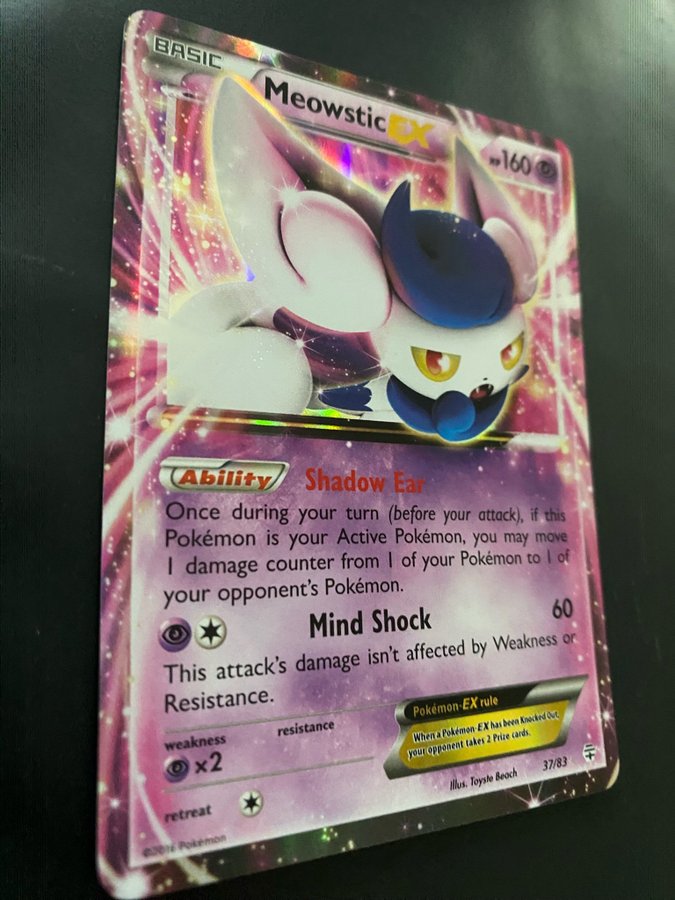 BASIC
Meowstic EX
HP160
Ability Shadow Ear
Once during your turn (before your attack), if this
Pokémon is your Active Pokémon, you may move
1 damage counter from 1 of your Pokémon to 1 of
your opponent's Pokémon.
Mind Shock 60
This attack's damage isn't affected by Weakness or
Resistance.
weakness
×2
resistance
retreat
Pokémon-EX rule
When a Pokémon-EX has been Knocked Out,
your opponent takes 2 Prize cards.
Illus. Toyste Beach
37/83
©2016 Pokémon